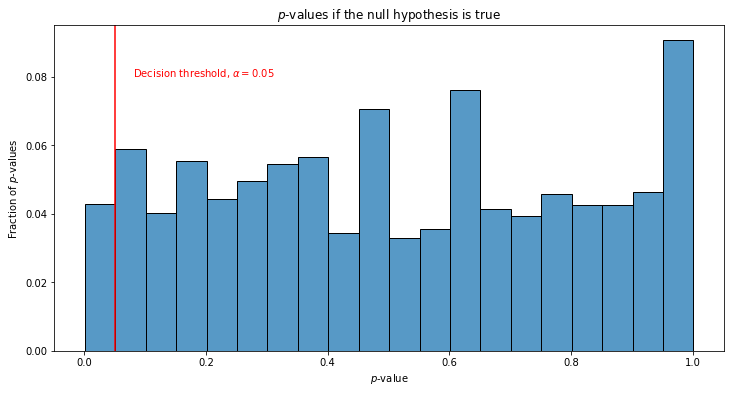 p-values if the null hypothesis is true
Decision threshold, α = 0.05
Fraction of p-values
0.08
0.06
0.04
0.02
0.00
0.0 0.2 0.4 0.6 0.8 1.0
p-value